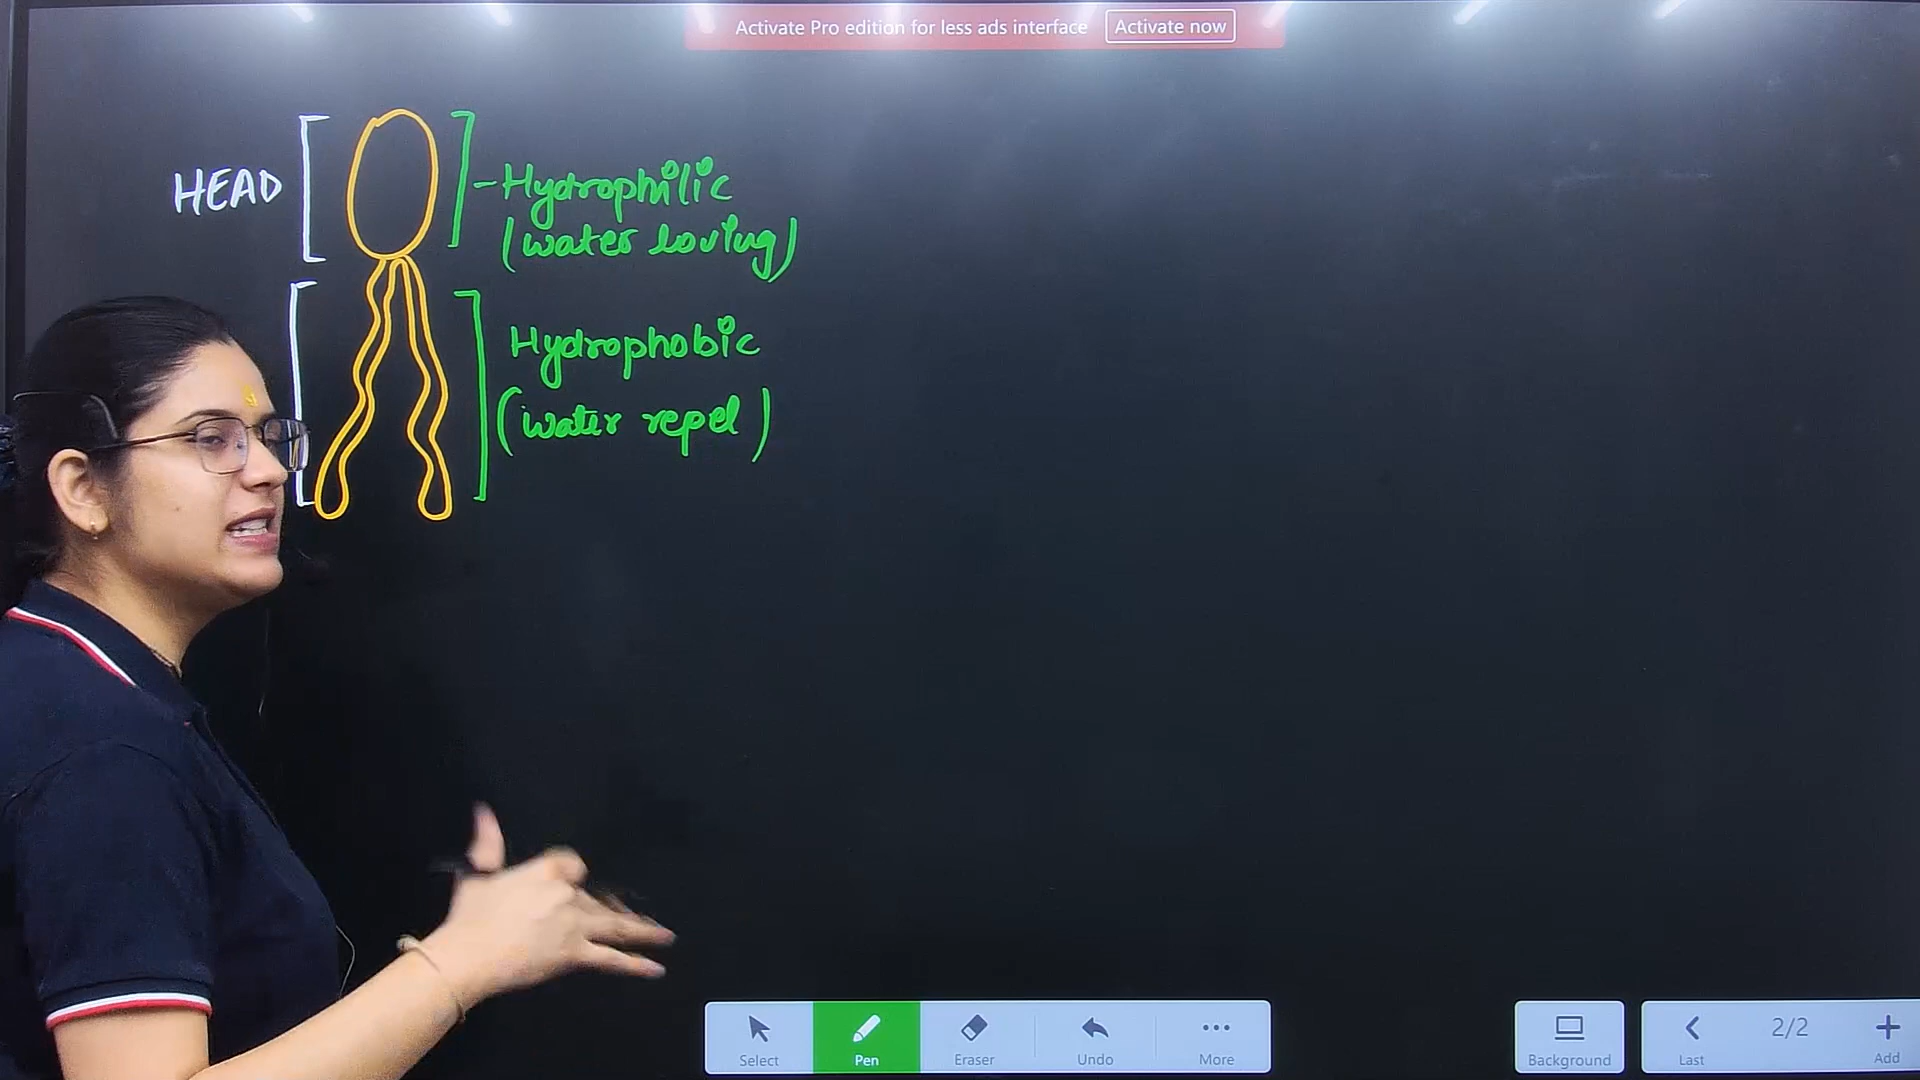 Activate Pro edition for less ads interface Activate now
HEAD
- Hydrophilic
(water loving)
Hydrophobic
(water repel)
Select Pen Eraser Undo More
Background
Last 2/2 Add